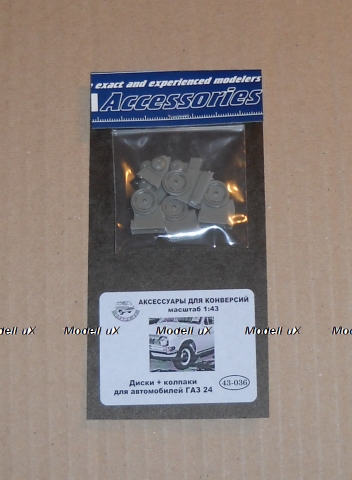 exact and experienced modelers
Accessories
АКСЕССУАРЫ ДЛЯ КОНВЕРСИЙ
масштаб 1:43
Modell uX Modell uX Modell uX Modell uX
Диски + колпаки
для автомобилей ГАЗ 24
43-036